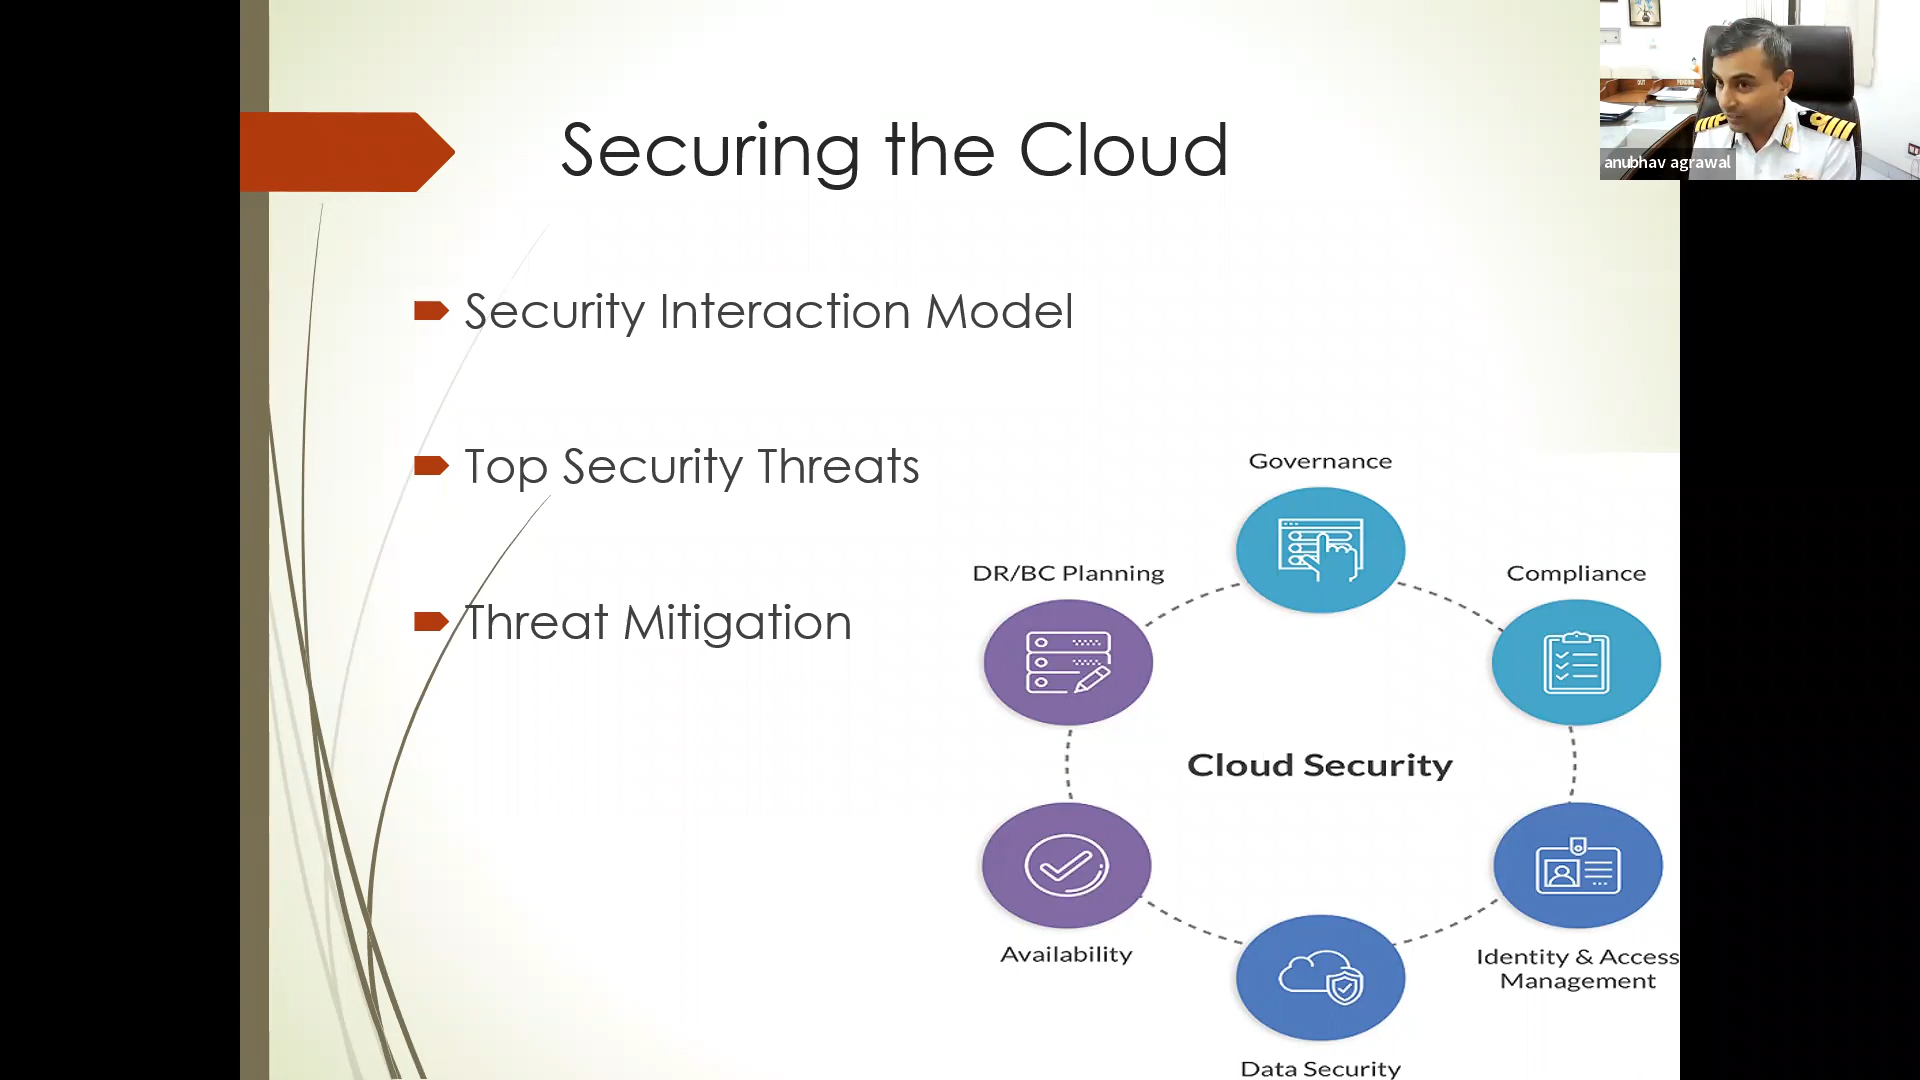 Securing the Cloud
anubhav agrawal
Security Interaction Model
Top Security Threats
Threat Mitigation
Governance
DR/BC Planning
Compliance
Cloud Security
Availability
Identity & Access
Management
Data Security